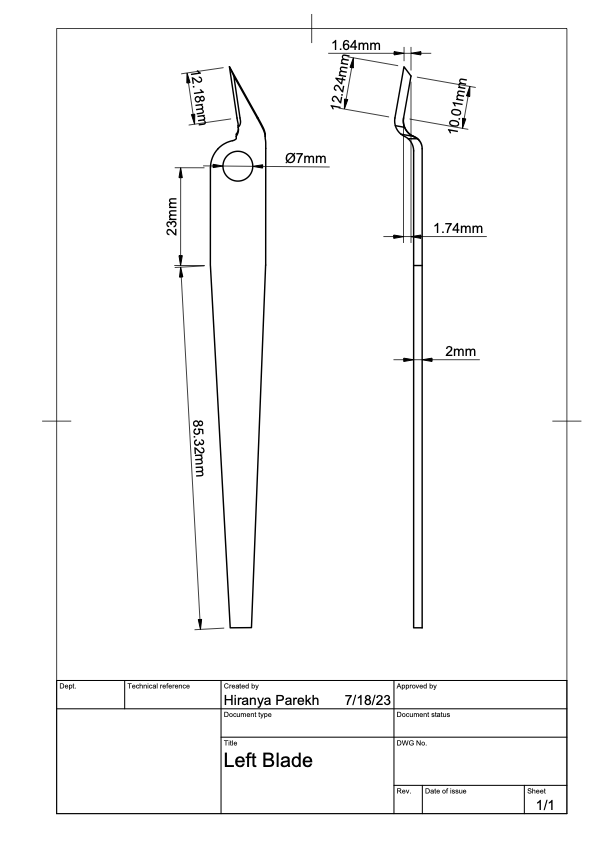 1.64mm
12.18mm
12.24mm
10.01mm
Ø7mm
23mm
1.74mm
2mm
85.32mm
Dept.
Technical reference
Created by
Approved by
Hiranya Parekh 7/18/23
Document type
Document status
Title
DWG No.
Left Blade
Rev.
Date of issue
Sheet
1/1